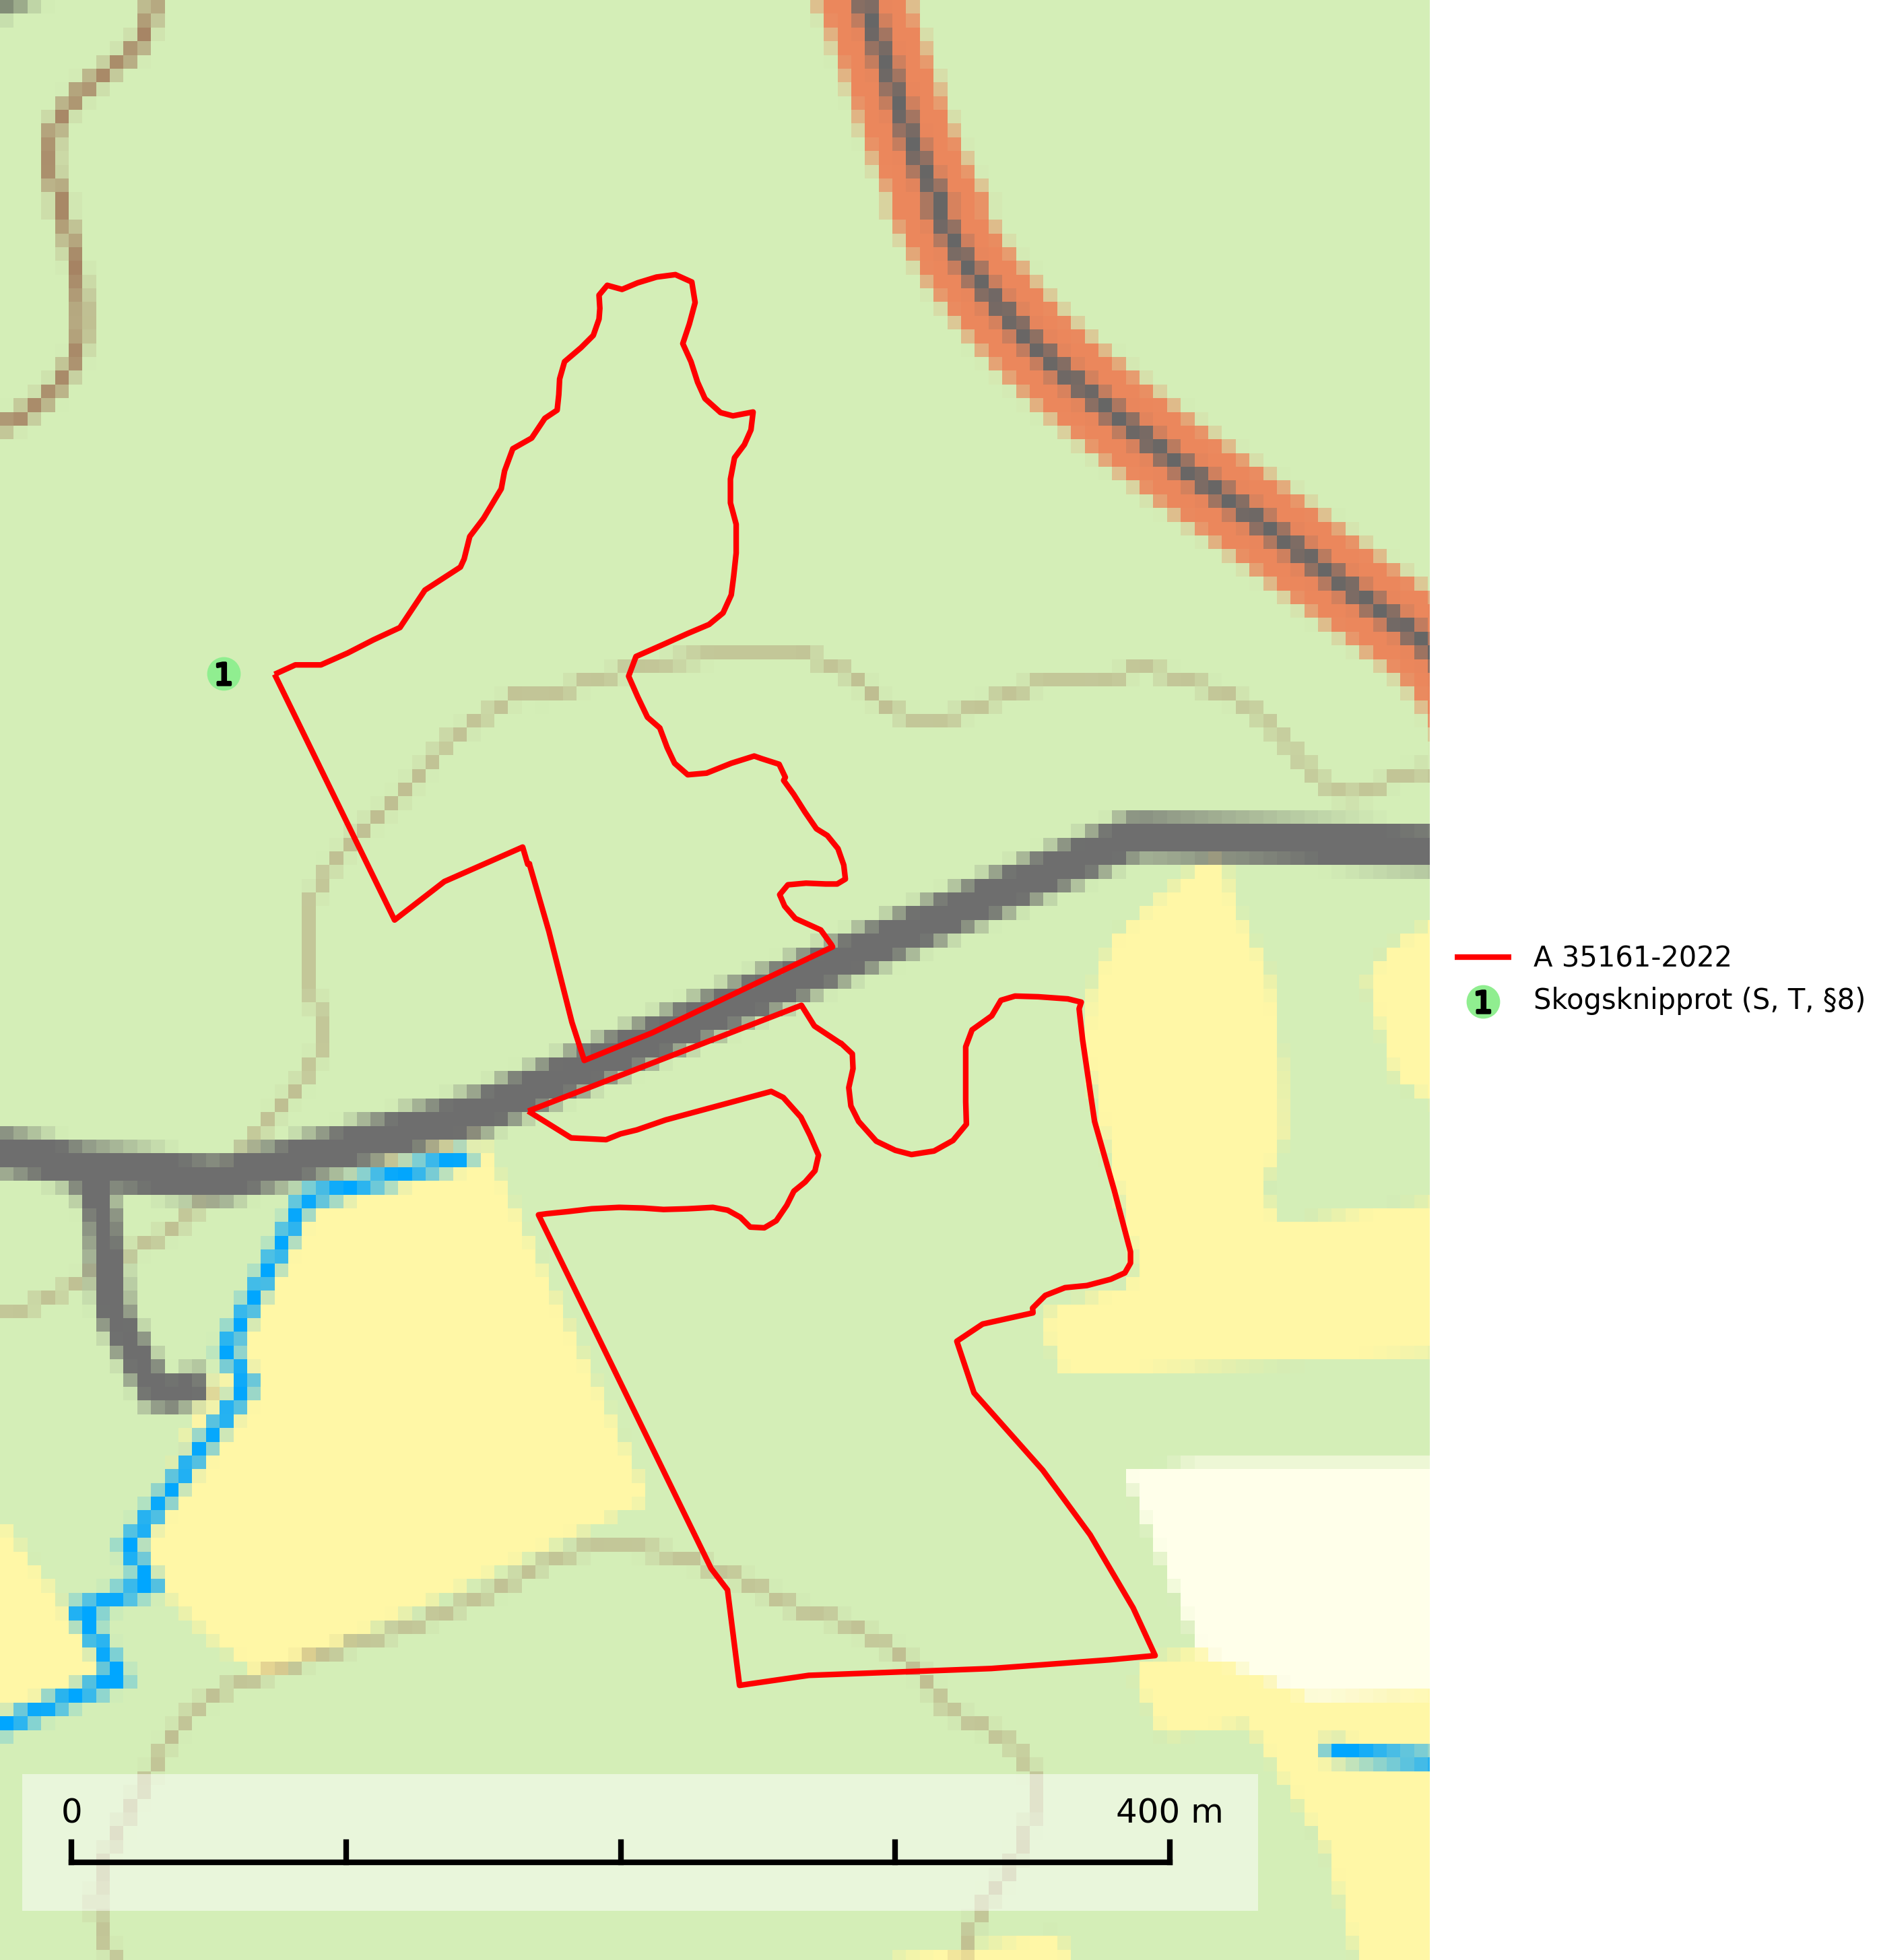 1
A 35161-2022
1 Skogsknipprot (S, T, §8)
0 400 m